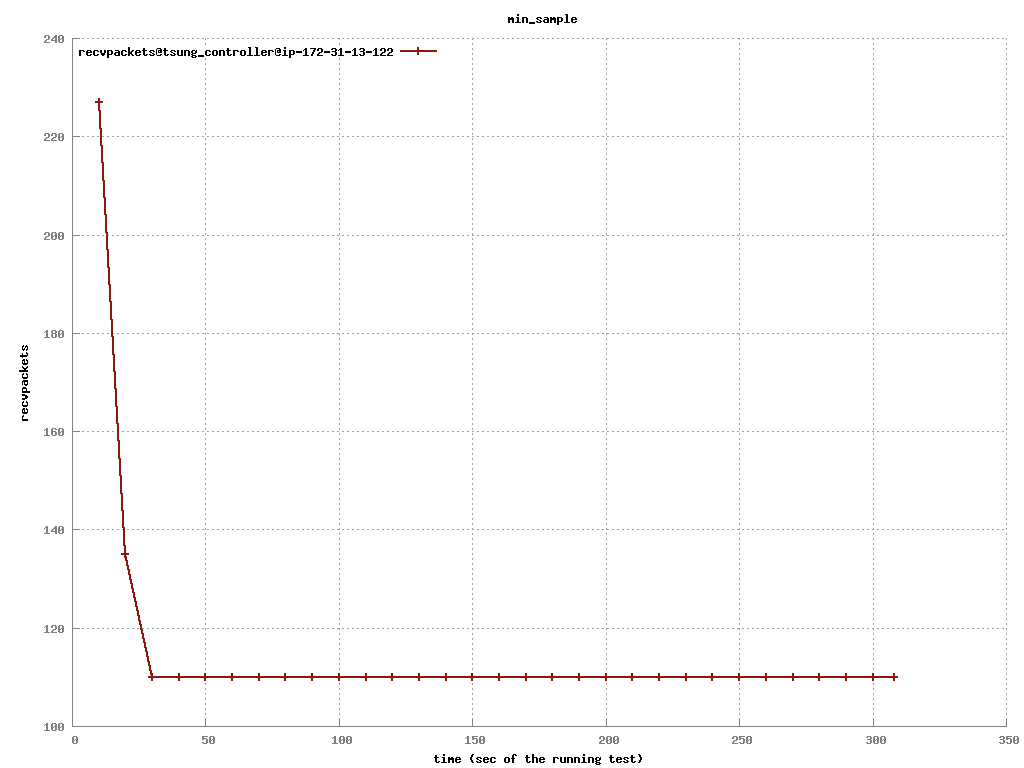 min_sample
recvpackets@tsung_controller@ip-172-31-13-122
240
220
200
180
160
140
120
100
recvpackets
0 50 100 150 200 250 300 350
time (sec of the running test)